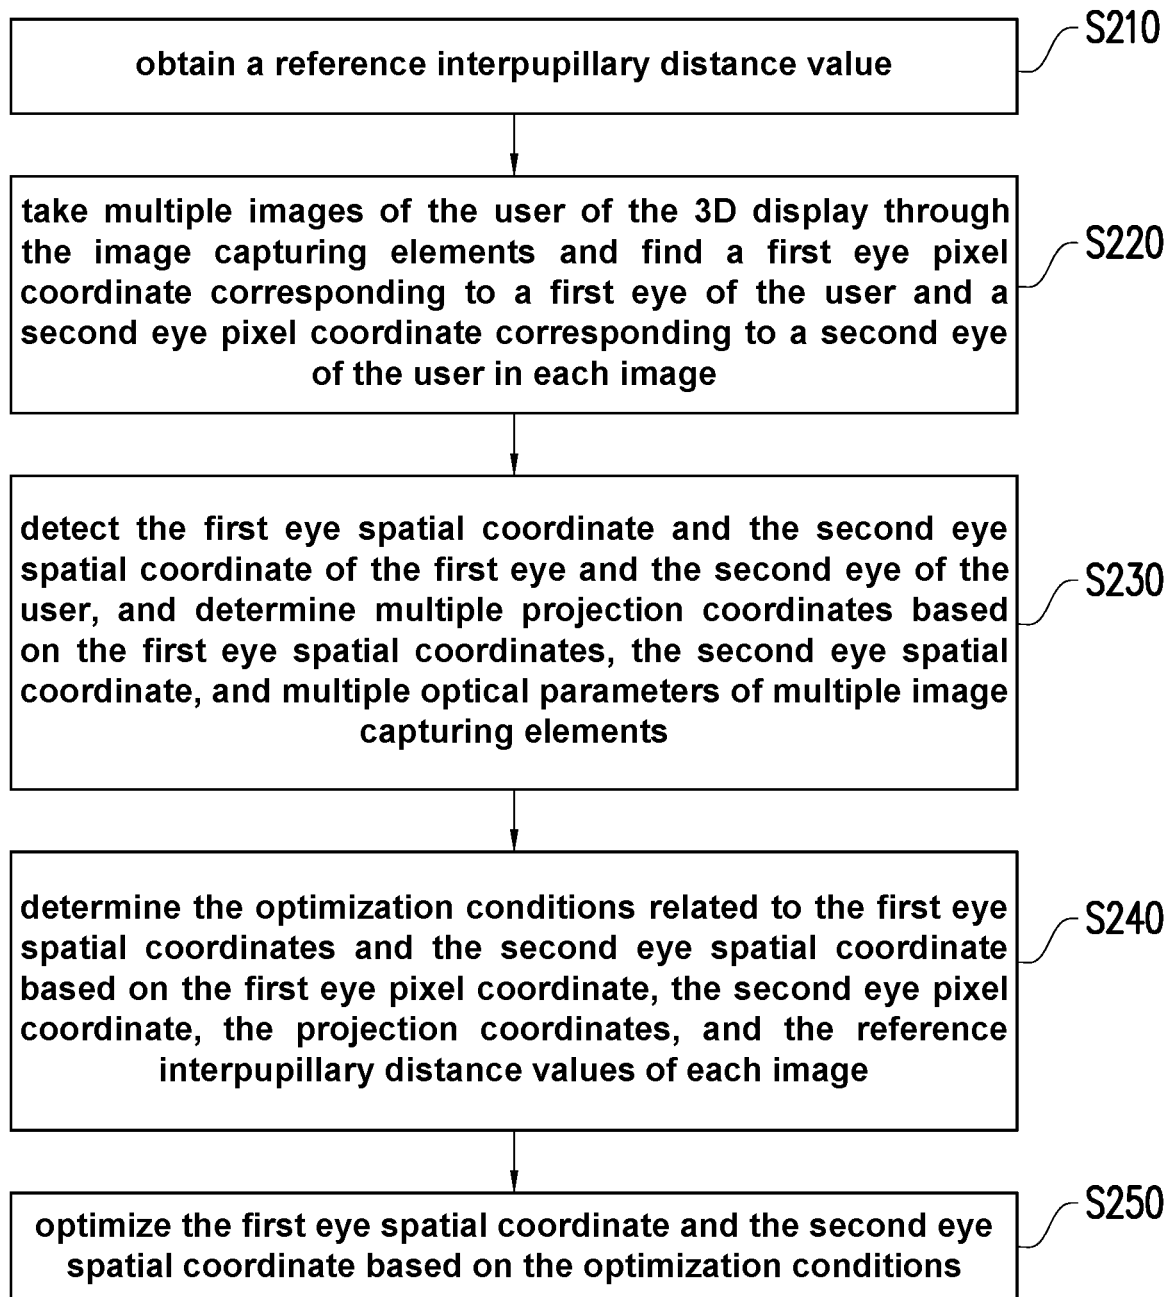 obtain a reference interpupillary distance value
S210
take multiple images of the user of the 3D display through
the image capturing elements and find a first eye pixel
coordinate corresponding to a first eye of the user and a
second eye pixel coordinate corresponding to a second eye
of the user in each image
S220
detect the first eye spatial coordinate and the second eye
spatial coordinate of the first eye and the second eye of the
user, and determine multiple projection coordinates based
on the first eye spatial coordinates, the second eye spatial
coordinate, and multiple optical parameters of multiple image
capturing elements
S230
determine the optimization conditions related to the first eye
spatial coordinates and the second eye spatial coordinate
based on the first eye pixel coordinate, the second eye pixel
coordinate, the projection coordinates, and the reference
interpupillary distance values of each image
S240
optimize the first eye spatial coordinate and the second eye
spatial coordinate based on the optimization conditions
S250